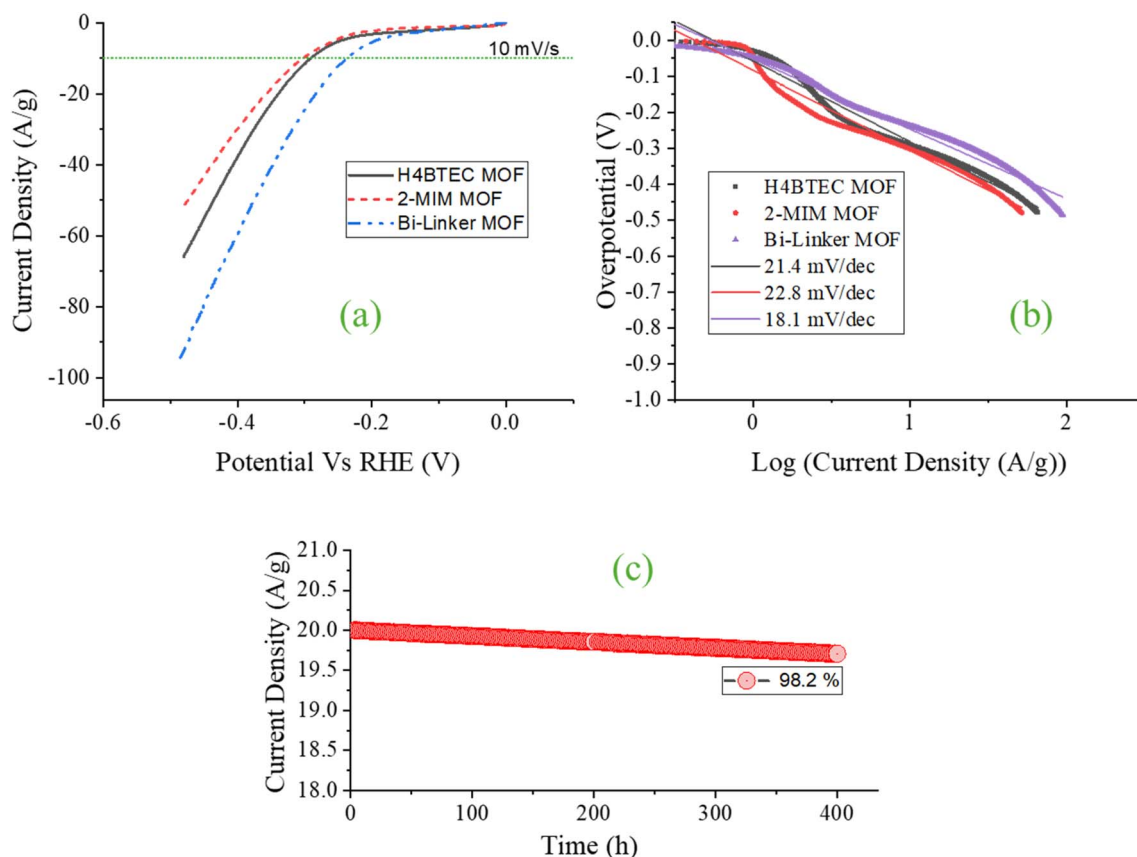 0
-20
-40
-60
-80
-100
Current Density (A/g)
10 mV/s
H4BTEC MOF
2-MIM MOF
Bi-Linker MOF
(a)
-0.6
-0.4
-0.2
0.0
Potential Vs RHE (V)
0.0
-0.1
-0.2
-0.3
-0.4
-0.5
-0.6
-0.7
-0.8
-0.9
-1.0
Overpotential (V)
H4BTEC MOF
2-MIM MOF
Bi-Linker MOF
21.4 mV/dec
22.8 mV/dec
18.1 mV/dec
(b)
0
1
2
Log (Current Density (A/g))
21.0
20.5
20.0
19.5
19.0
18.5
18.0
Current Density (A/g)
(c)
98.2 %
0
100
200
300
400
Time (h)